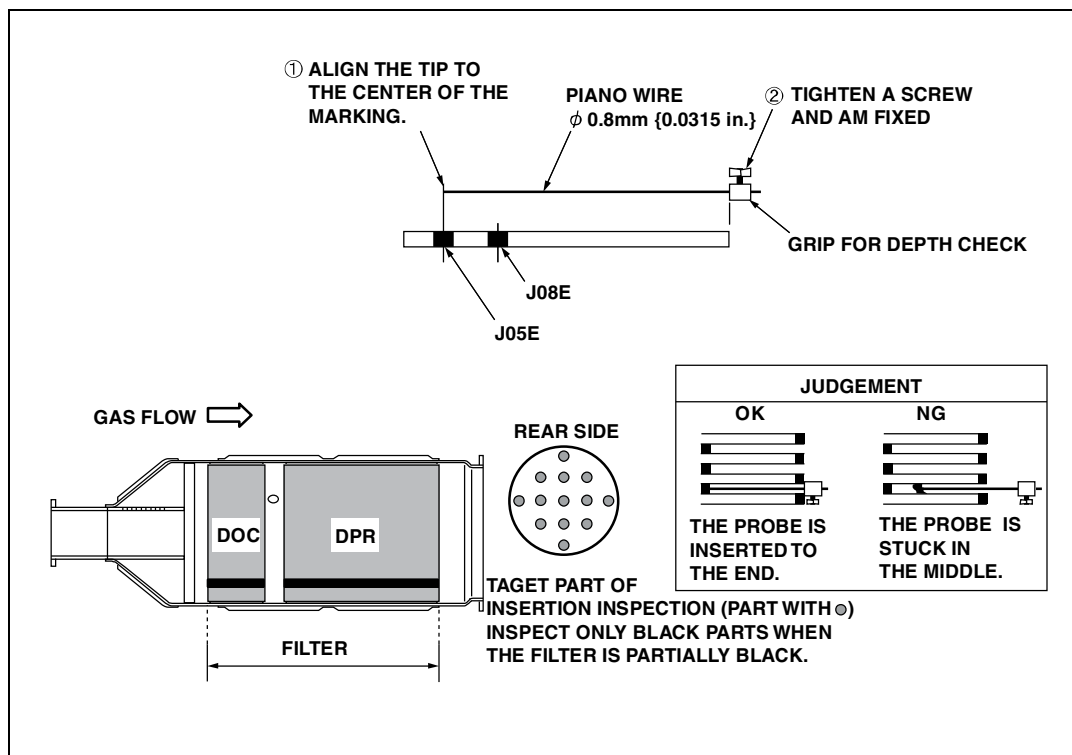 ① ALIGN THE TIP TO
THE CENTER OF THE
MARKING.
PIANO WIRE
ϕ 0.8mm {0.0315 in.}
② TIGHTEN A SCREW
AND AM FIXED
GRIP FOR DEPTH CHECK
J08E
J05E
GAS FLOW
DOC
DPR
FILTER
REAR SIDE
TAGET PART OF
INSERTION INSPECTION (PART WITH ●)
INSPECT ONLY BLACK PARTS WHEN
THE FILTER IS PARTIALLY BLACK.
JUDGEMENT
OK
THE PROBE IS
INSERTED TO
THE END.
NG
THE PROBE IS
STUCK IN
THE MIDDLE.